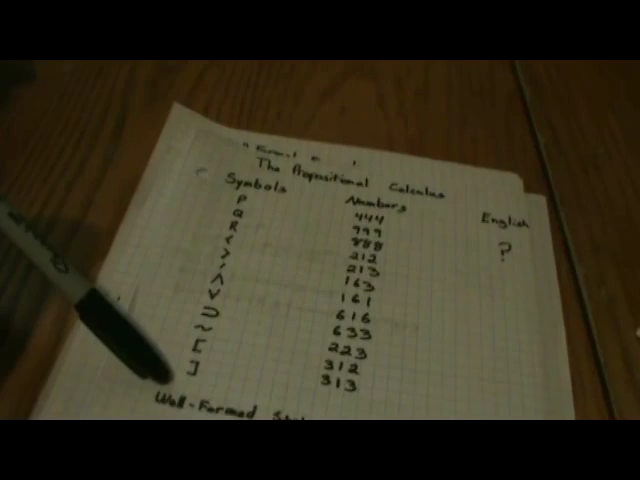 The Propositional Calculus
Symbols Numbers English
P 444
Q 999 ?
R 888
< 212
> 213
' 163
∧ 161
∨ 616
⊃ 633
~ 223
[ 312
] 313
Well-Formed